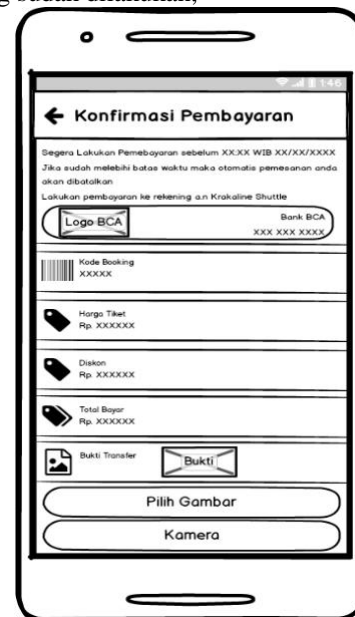 1:46
Konfirmasi Pembayaran
Segera Lakukan Pemebayaran sebelum XX:XX WIB XX/XX/XXXX
Jika sudah melebihi batas waktu maka otomatis pemesanan anda
akan dibatalkan
Lakukan pembayaran ke rekening a.n Krakaline Shuttle
Logo BCA
Bank BCA
XXX XXX XXXX
Kode Booking
XXXXX
Harga Tiket
Rp. XXXXXX
Diskon
Rp. XXXXXX
Total Bayar
Rp. XXXXXX
Bukti Transfer
Bukti
Pilih Gambar
Kamera